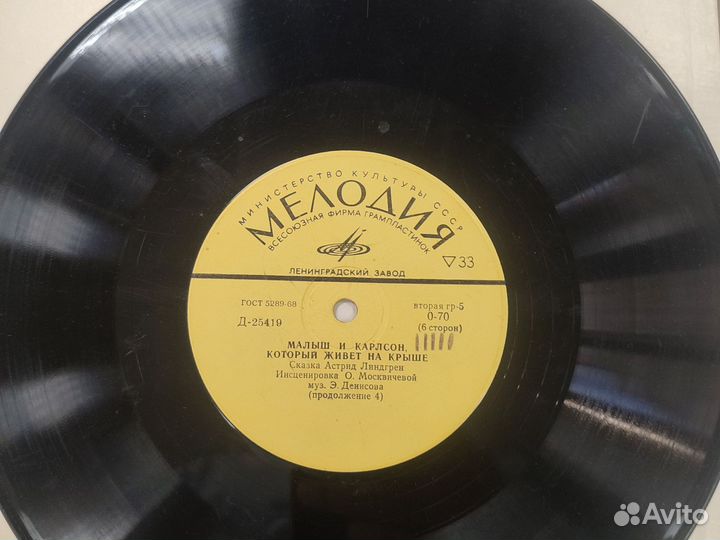 МИНИСТЕРСТВО КУЛЬТУРЫ СССР
МЕЛОДИЯ
ВСЕСОЮЗНАЯ ФИРМА ГРАМПЛАСТИНОК
▽33
ЛЕНИНГРАДСКИЙ ЗАВОД
ГОСТ 5289-68
Д-25419
вторая гр-5
0-70
(6 сторон)
МАЛЫШ И КАРЛСОН,
КОТОРЫЙ ЖИВЕТ НА КРЫШЕ
Сказка Астрид Линдгрен
Инсценировка О. Москвичевой
муз. Э. Денисова
(продолжение 4)
Avito